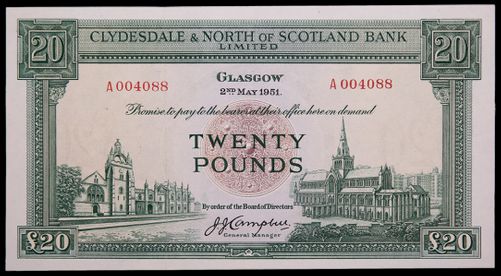 20 CLYDESDALE & NORTH OF SCOTLAND BANK 20
LIMITED
GLASGOW
A 004088 A 004088
2ND MAY 1951.
Promise to pay to the bearer at their office here on demand
TWENTY
POUNDS
By order of the Board of Directors
J.J. Campbell
General Manager
£20 £20